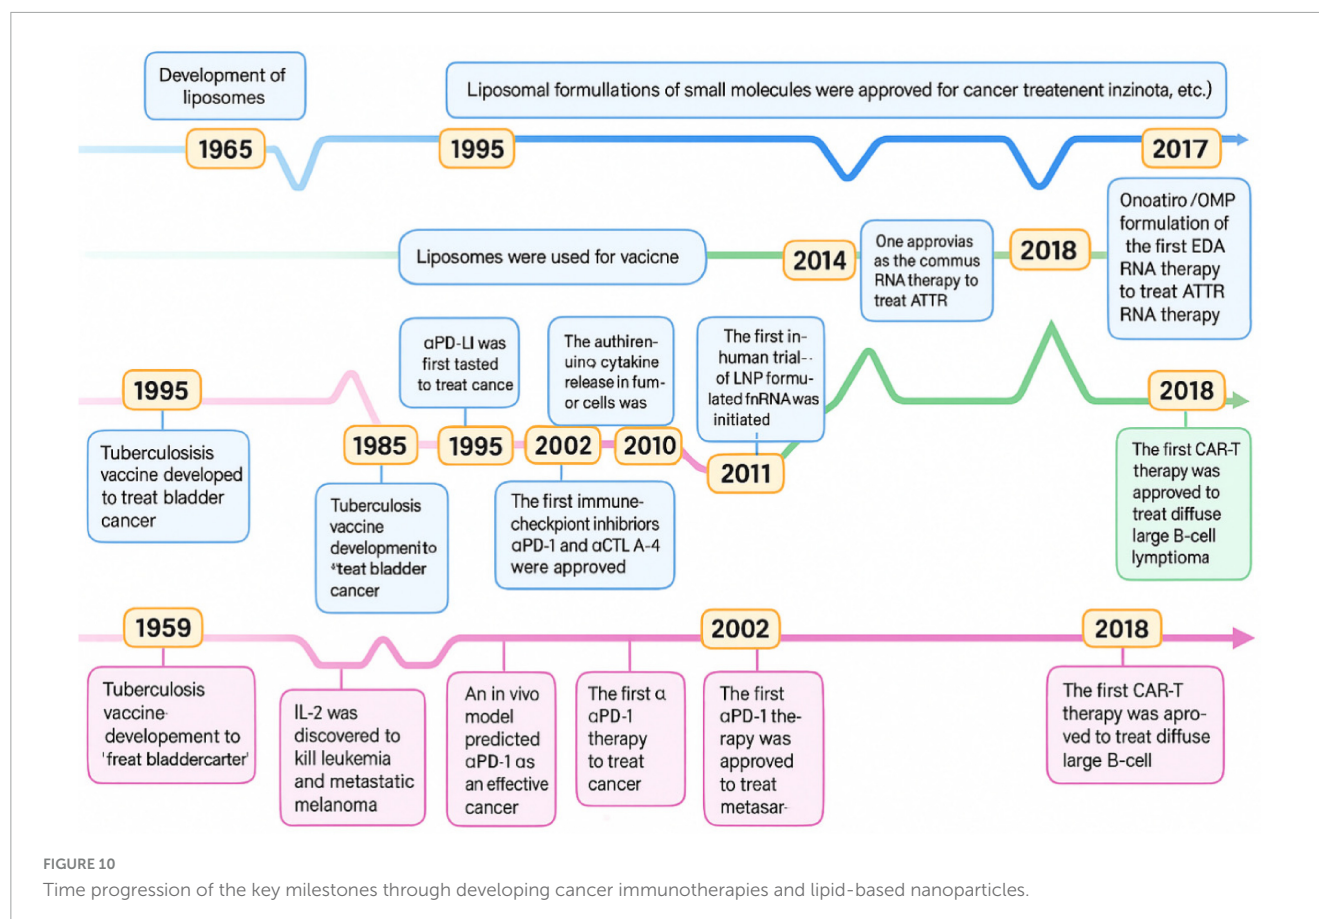 Development of
liposomes
Liposomal formullations of small molecules were approved for cancer treatenent inzinota, etc.)
1965
1995
2017
Liposomes were used for vacicne
2014
One approvias
as the commus
RNA therapy to
treat ATTR
2018
Onoatiro /OMP
formulation of
the first EDA
RNA therapy
to treat ATTR
RNA therapy
αPD-LI was
first tasted
to treat cance
The authiren-
uino cytakine
release in fum-
or cells was
The first in-
human trial--
of LNP formu-
lated fnRNA was
initiated
1995
Tuberculosisis
vaccine developed
to treat bladder
cancer
1985
1995
2002
2010
2011
2018
Tuberculosis
vaccine
development to
‘teat bladder
cancer
The first immune-
checkpiont inhibriors
αPD-1 and αCTL A-4
were approved
The first CAR-T
therapy was
approved to
treat diffuse
large B-cell
lymptioma
1959
2002
2018
Tuberculosis
vaccine-
developement to
'freat bladdercarter'
IL-2 was
discovered to
kill leukemia
and metastatic
melanoma
An in vivo
model
predicted
αPD-1 as
an effective
cancer
The first α
αPD-1
therapy
to treat
cancer
The first
αPD-1 the-
rapy was
approved
to treat
metasar-
The first CAR-T
therapy was apro-
ved to treat diffuse
large B-cell
FIGURE 10
Time progression of the key milestones through developing cancer immunotherapies and lipid-based nanoparticles.